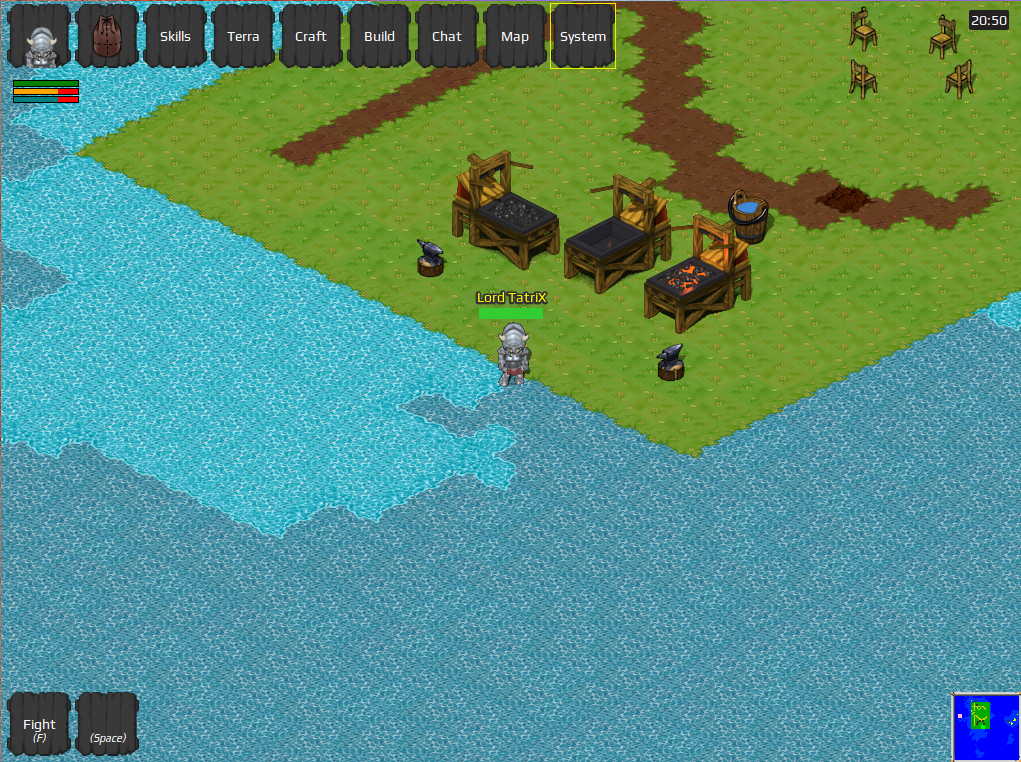 Skills
Terra
Craft
Build
Chat
Map
System
20:50
Lord TatriX
Fight
(F)
(Space)